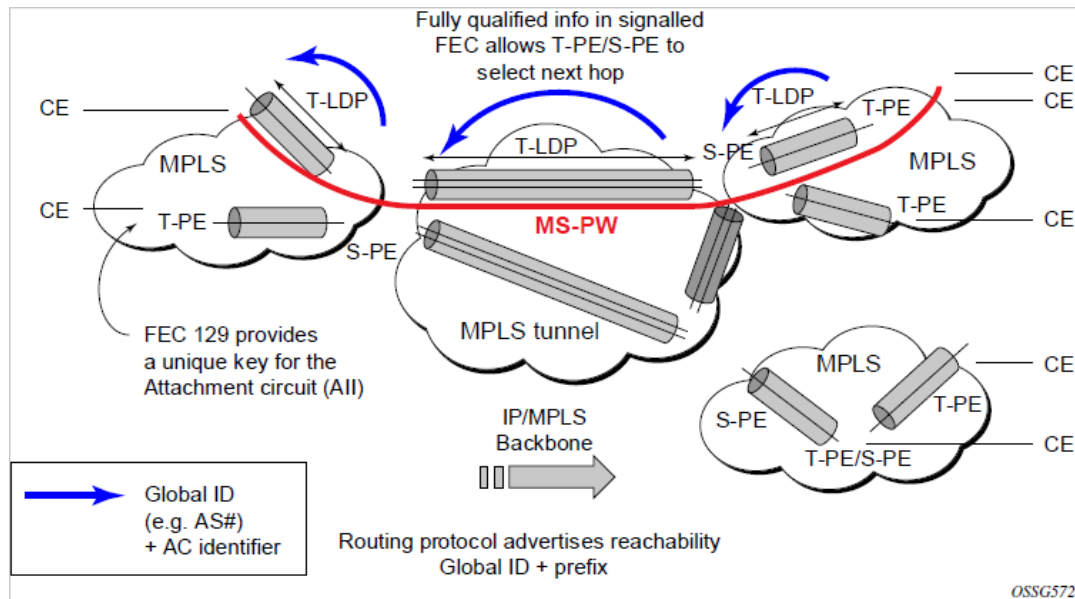 Fully qualified info in signalled
FEC allows T-PE/S-PE to
select next hop
CE
T-LDP
MPLS
CE
T-PE
S-PE
T-LDP
MS-PW
MPLS tunnel
T-LDP
T-PE
S-PE
MPLS
T-PE
CE
CE
CE
FEC 129 provides
a unique key for the
Attachment circuit (AII)
IP/MPLS
Backbone
MPLS
S-PE
T-PE
T-PE/S-PE
CE
CE
Global ID
(e.g. AS#)
+ AC identifier
Routing protocol advertises reachability
Global ID + prefix
OSSG572